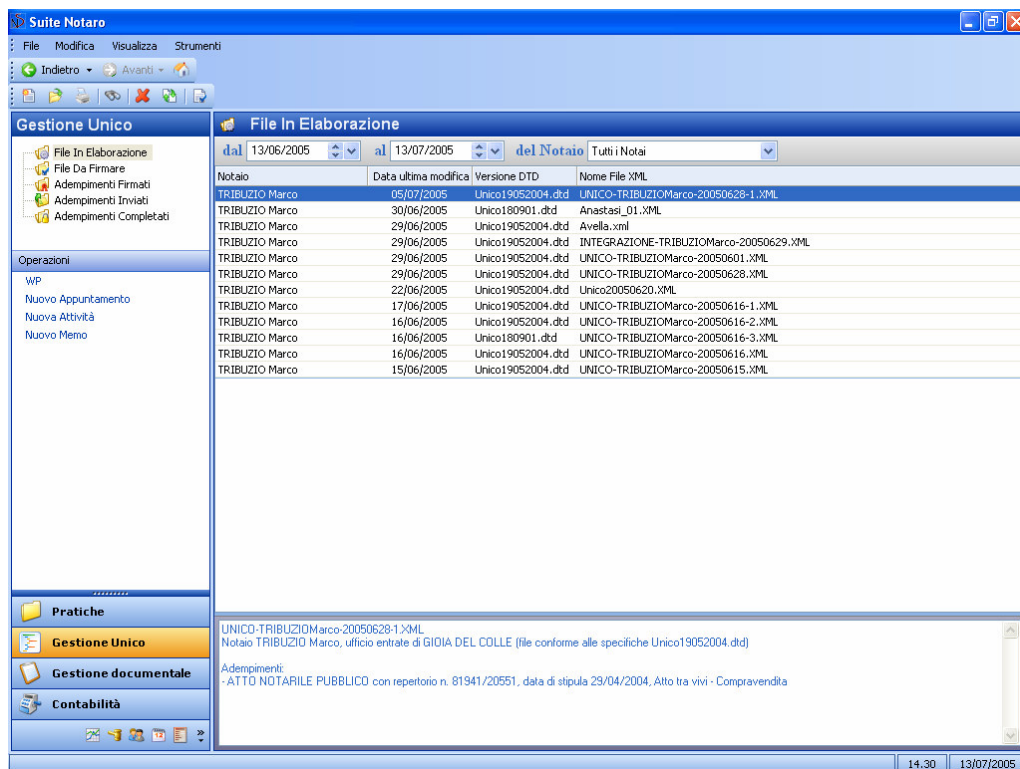 Suite Notaro
File Modifica Visualizza Strumenti
Indietro Avanti
Gestione Unico
File In Elaborazione
File Da Firmare
Adempimenti Firmati
Adempimenti Inviati
Adempimenti Completati
Operazioni
WP
Nuovo Appuntamento
Nuova Attività
Nuovo Memo
Pratiche
Gestione Unico
Gestione documentale
Contabilità
File In Elaborazione
dal 13/06/2005 al 13/07/2005 del Notaio Tutti i Notai
Notaio Data ultima modifica Versione DTD Nome File XML
TRIBUZIO Marco 05/07/2005 Unico19052004.dtd UNICO-TRIBUZIOMarco-20050628-1.XML
TRIBUZIO Marco 30/06/2005 Unico180901.dtd Anastasi_01.XML
TRIBUZIO Marco 29/06/2005 Unico19052004.dtd Avella.xml
TRIBUZIO Marco 29/06/2005 Unico19052004.dtd INTEGRAZIONE-TRIBUZIOMarco-20050629.XML
TRIBUZIO Marco 29/06/2005 Unico19052004.dtd UNICO-TRIBUZIOMarco-20050601.XML
TRIBUZIO Marco 29/06/2005 Unico19052004.dtd UNICO-TRIBUZIOMarco-20050628.XML
TRIBUZIO Marco 22/06/2005 Unico19052004.dtd Unico20050620.XML
TRIBUZIO Marco 17/06/2005 Unico19052004.dtd UNICO-TRIBUZIOMarco-20050616-1.XML
TRIBUZIO Marco 16/06/2005 Unico19052004.dtd UNICO-TRIBUZIOMarco-20050616-2.XML
TRIBUZIO Marco 16/06/2005 Unico180901.dtd UNICO-TRIBUZIOMarco-20050616-3.XML
TRIBUZIO Marco 16/06/2005 Unico19052004.dtd UNICO-TRIBUZIOMarco-20050616.XML
TRIBUZIO Marco 15/06/2005 Unico19052004.dtd UNICO-TRIBUZIOMarco-20050615.XML
UNICO-TRIBUZIOMarco-20050628-1.XML
Notaio TRIBUZIO Marco, ufficio entrate di GIOIA DEL COLLE (file conforme alle specifiche Unico19052004.dtd)
Adempimenti:
- ATTO NOTARILE PUBBLICO con repertorio n. 81941/20551, data di stipula 29/04/2004, Atto tra vivi - Compravendita
14.30 13/07/2005